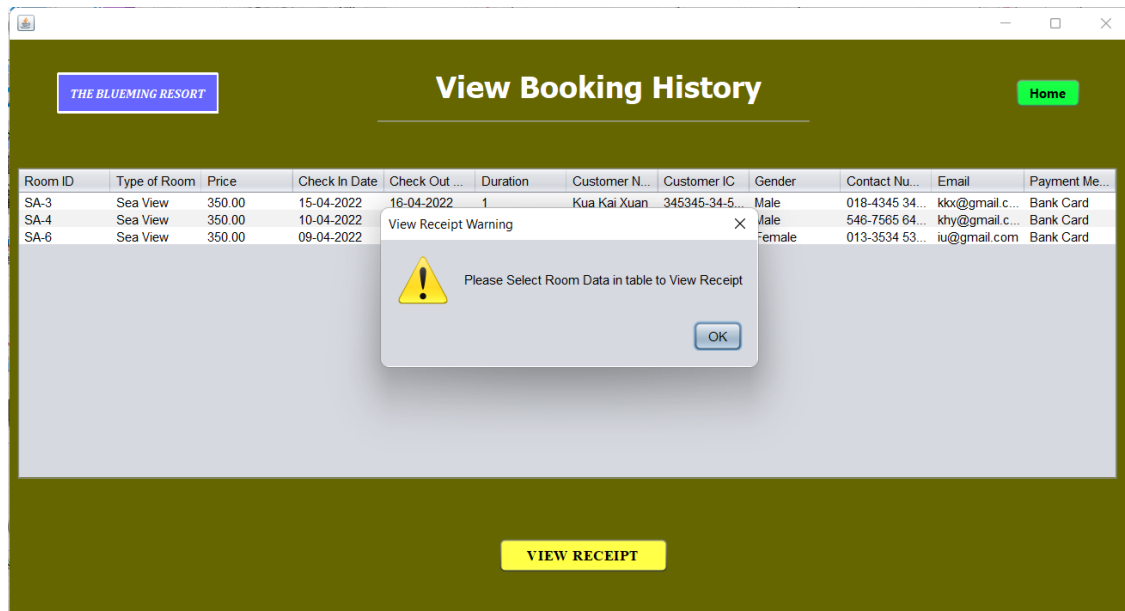 THE BLUEMING RESORT
View Booking History
Home
Room ID Type of Room Price Check In Date Check Out ... Duration Customer N... Customer IC Gender Contact Nu... Email Payment Me...
SA-3 Sea View 350.00 15-04-2022 16-04-2022 1 Kua Kai Xuan 345345-34-5... Male 018-4345 34... kkx@gmail.c... Bank Card
SA-4 Sea View 350.00 10-04-2022 Male 546-7565 64... khy@gmail.c... Bank Card
SA-6 Sea View 350.00 09-04-2022 Female 013-3534 53... iu@gmail.com Bank Card
View Receipt Warning
Please Select Room Data in table to View Receipt
OK
VIEW RECEIPT